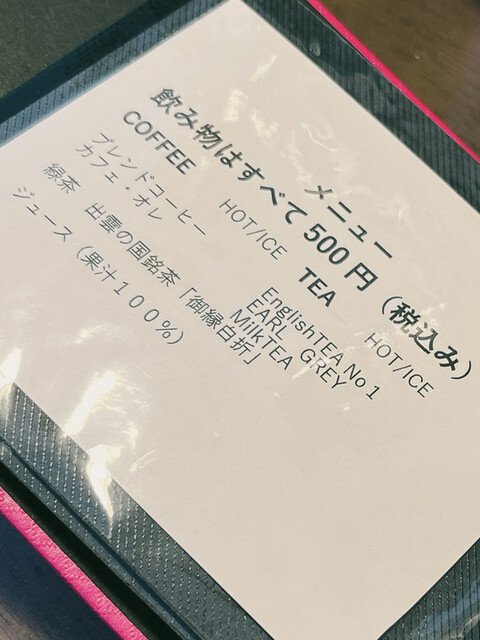 メニュー
飲み物はすべて500円（税込み）
COFFEE HOT/ICE TEA HOT/ICE
ブレンドコーヒー EnglishTEA No1
カフェ・オレ EARL GREY
MilkTEA
緑茶 出雲の国銘茶「御縁白折」
ジュース（果汁100％）